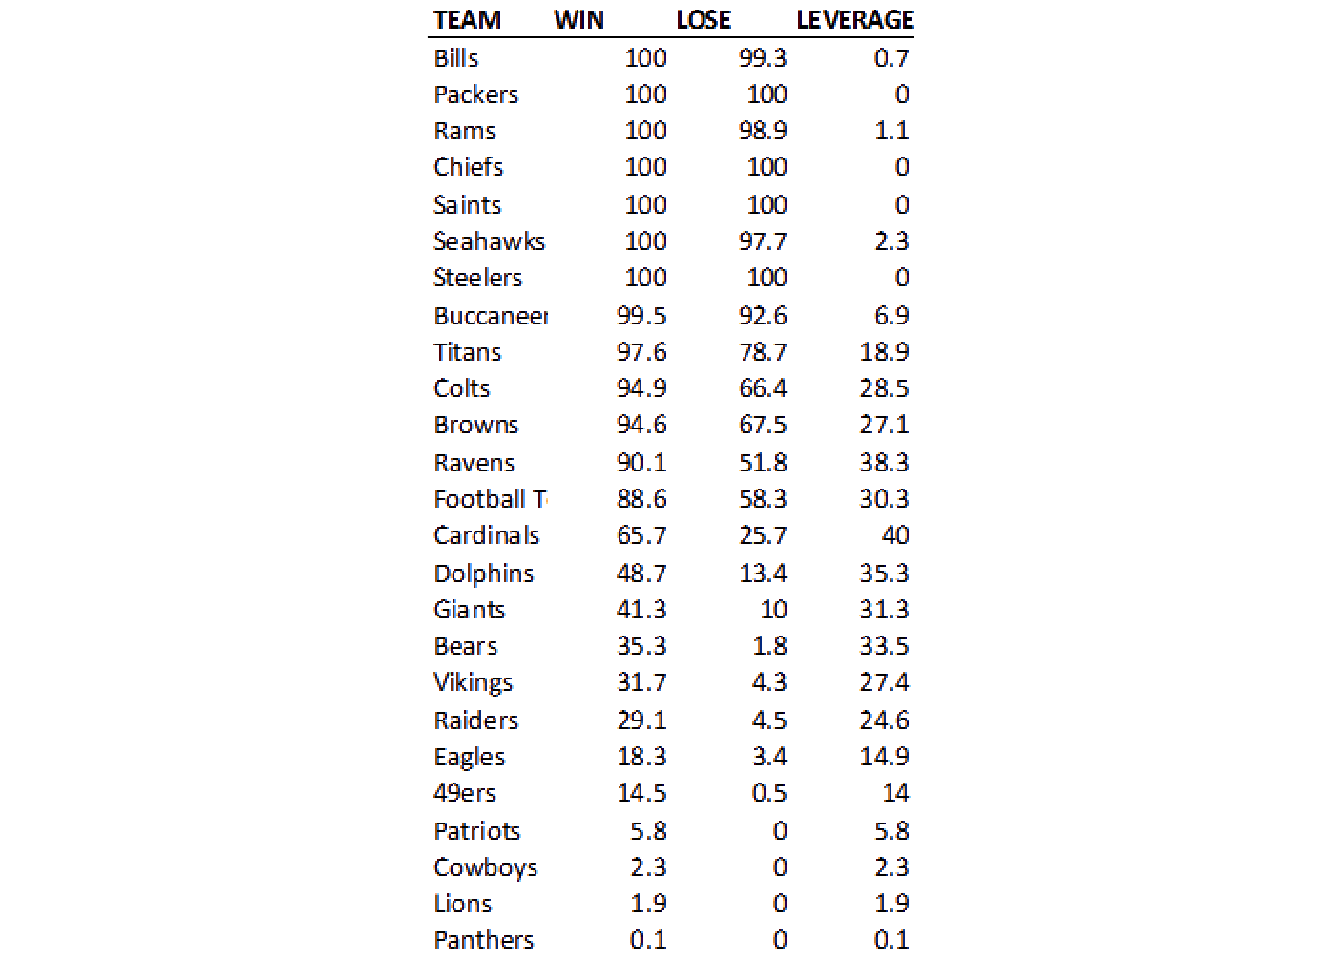 TEAM WIN LOSE LEVERAGE
Bills 100 99.3 0.7
Packers 100 100 0
Rams 100 98.9 1.1
Chiefs 100 100 0
Saints 100 100 0
Seahawks 100 97.7 2.3
Steelers 100 100 0
Buccaneer 99.5 92.6 6.9
Titans 97.6 78.7 18.9
Colts 94.9 66.4 28.5
Browns 94.6 67.5 27.1
Ravens 90.1 51.8 38.3
Football T 88.6 58.3 30.3
Cardinals 65.7 25.7 40
Dolphins 48.7 13.4 35.3
Giants 41.3 10 31.3
Bears 35.3 1.8 33.5
Vikings 31.7 4.3 27.4
Raiders 29.1 4.5 24.6
Eagles 18.3 3.4 14.9
49ers 14.5 0.5 14
Patriots 5.8 0 5.8
Cowboys 2.3 0 2.3
Lions 1.9 0 1.9
Panthers 0.1 0 0.1